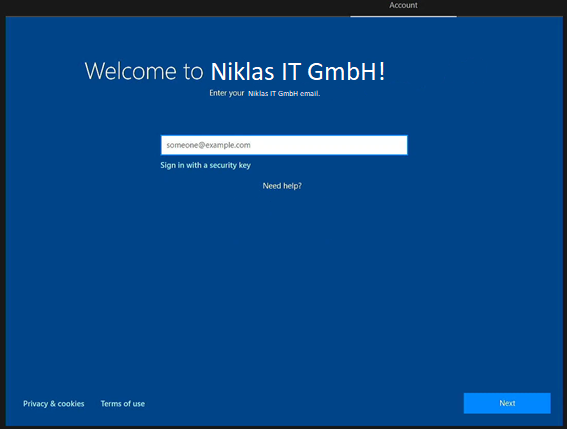 Account
Welcome to Niklas IT GmbH!
Enter your Niklas IT GmbH email.
someone@example.com
Sign in with a security key
Need help?
Privacy & cookies Terms of use Next